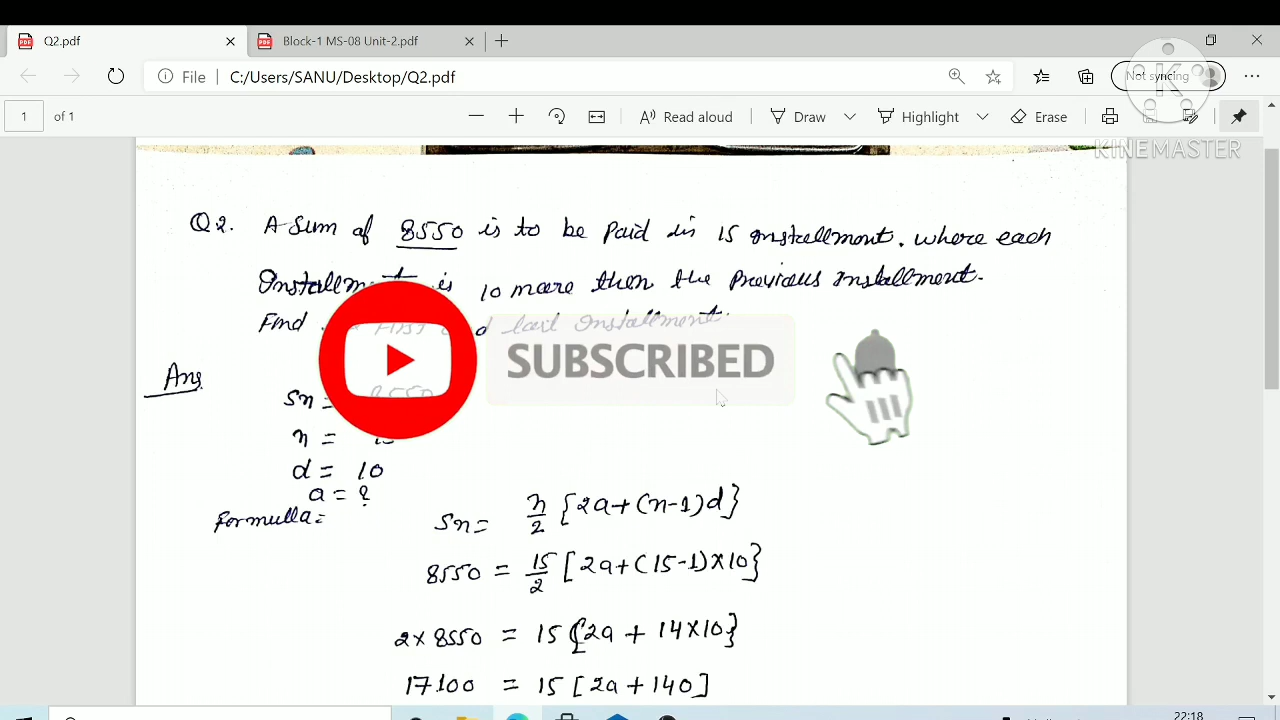 Q2.pdf
Block-1 MS-08 Unit-2.pdf
File
C:/Users/SANU/Desktop/Q2.pdf
Not syncing
1 of 1
Read aloud
Draw
Highlight
Erase
KINEMASTER
Q2. A sum of 8550 is to be paid in 15 installment. where each
Installment is 10 more then the previous installment.
Find First last Installment.
SUBSCRIBED
Ans
Sn = 8550
n =
d = 10
a = ?
formulla =
Sn = n/2 {2a+(n-1)d}
8550 = 15/2 [2a+(15-1)×10}
2×8550 = 15 {2a + 14×10}
17100 = 15 [2a + 140]
22:18